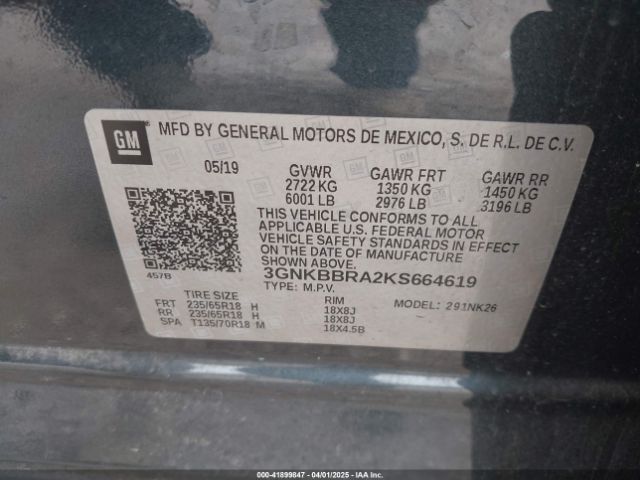 GM
MFD BY GENERAL MOTORS DE MEXICO, S. DE R.L. DE C.V.
05/19 GVWR GAWR FRT GAWR RR
2722 KG 1350 KG 1450 KG
6001 LB 2976 LB 3196 LB
THIS VEHICLE CONFORMS TO ALL
APPLICABLE U.S. FEDERAL MOTOR
VEHICLE SAFETY STANDARDS IN EFFECT
ON THE DATE OF MANUFACTURE
SHOWN ABOVE.
457B 3GNKBBRA2KS664619
TYPE: M.P.V. MODEL: 291NK26
TIRE SIZE RIM
FRT 235/65R18 H 18X8J
RR 235/65R18 H 18X8J
SPA T135/70R18 M 18X4.5B
000-41899847 - 04/01/2025 - IAAI, Inc.